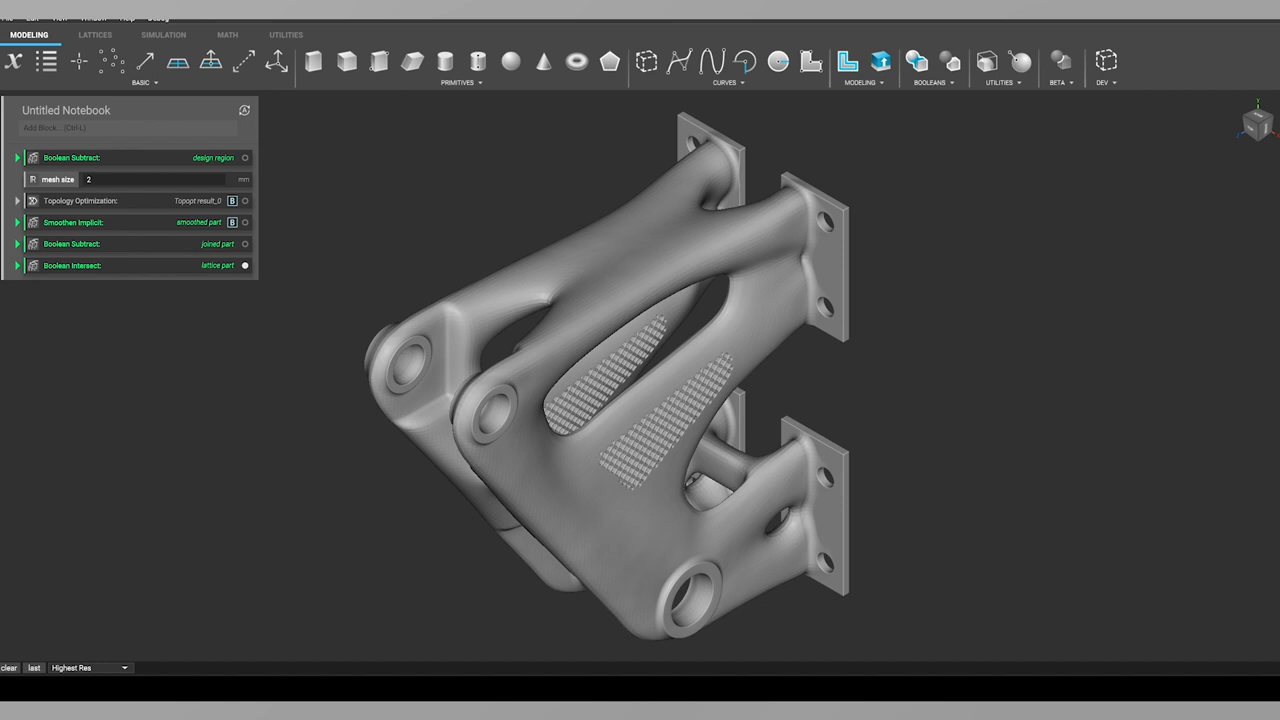 MODELING LATTICES SIMULATION MATH UTILITIES
BASIC PRIMITIVES CURVES MODELING BOOLEANS UTILITIES BETA DEV
Untitled Notebook
Add Block... (Ctrl-L)
Boolean Subtract: design region
R mesh size 2 mm
Topology Optimization: Topopt result_0 B
Smoothen Implicit: smoothed part B
Boolean Subtract: joined part
Boolean Intersect: lattice part
clear last Highest Res